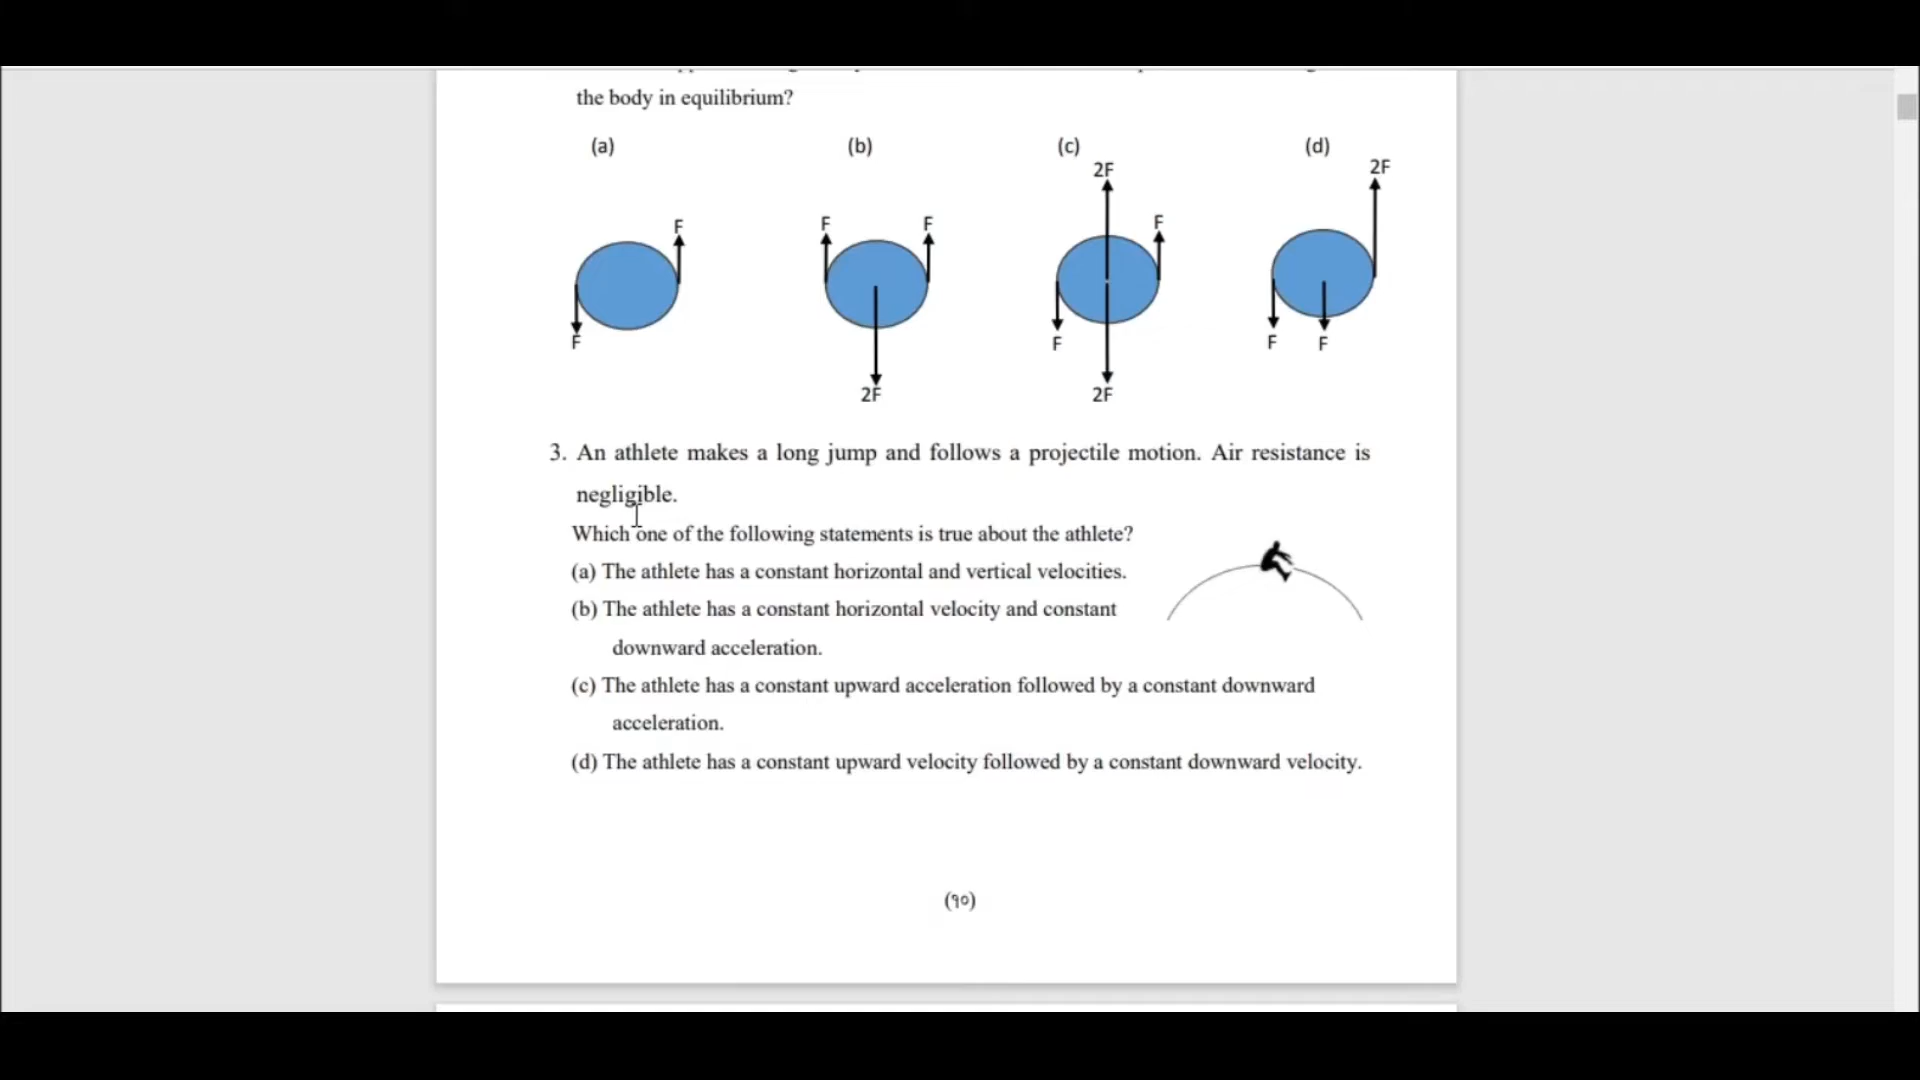 the body in equilibrium?
(a) (b) (c) (d)
2F 2F
F F F F
F F F F
2F 2F
3. An athlete makes a long jump and follows a projectile motion. Air resistance is
negligible.
Which one of the following statements is true about the athlete?
(a) The athlete has a constant horizontal and vertical velocities.
(b) The athlete has a constant horizontal velocity and constant
downward acceleration.
(c) The athlete has a constant upward acceleration followed by a constant downward
acceleration.
(d) The athlete has a constant upward velocity followed by a constant downward velocity.
(१०)